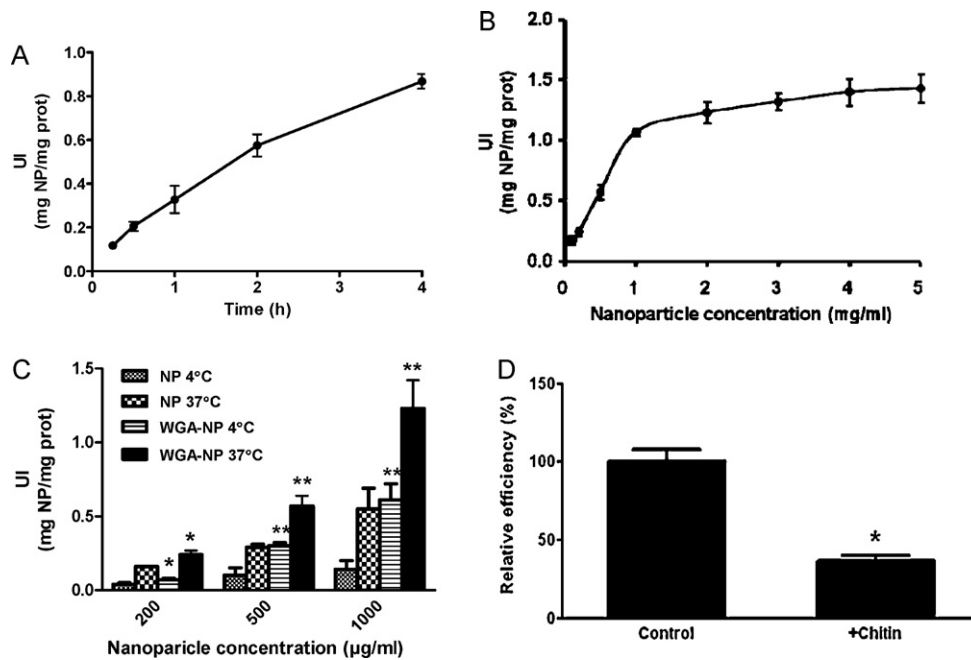 A
1.0
0.8
0.6
0.4
0.2
0.0
UI
(mg NP/mg prot)
0
1
2
3
4
Time (h)
B
2.0
1.5
1.0
0.5
0.0
UI
(mg NP/mg prot)
0
1
2
3
4
5
Nanoparticle concentration (mg/ml)
C
1.5
1.0
0.5
0.0
UI
(mg NP/mg prot)
NP 4°C
NP 37°C
WGA-NP 4°C
WGA-NP 37°C
*
*
**
**
**
**
200
500
1000
Nanoparicle concentration (µg/ml)
D
150
100
50
0
Relative efficiency (%)
*
Control
+Chitin